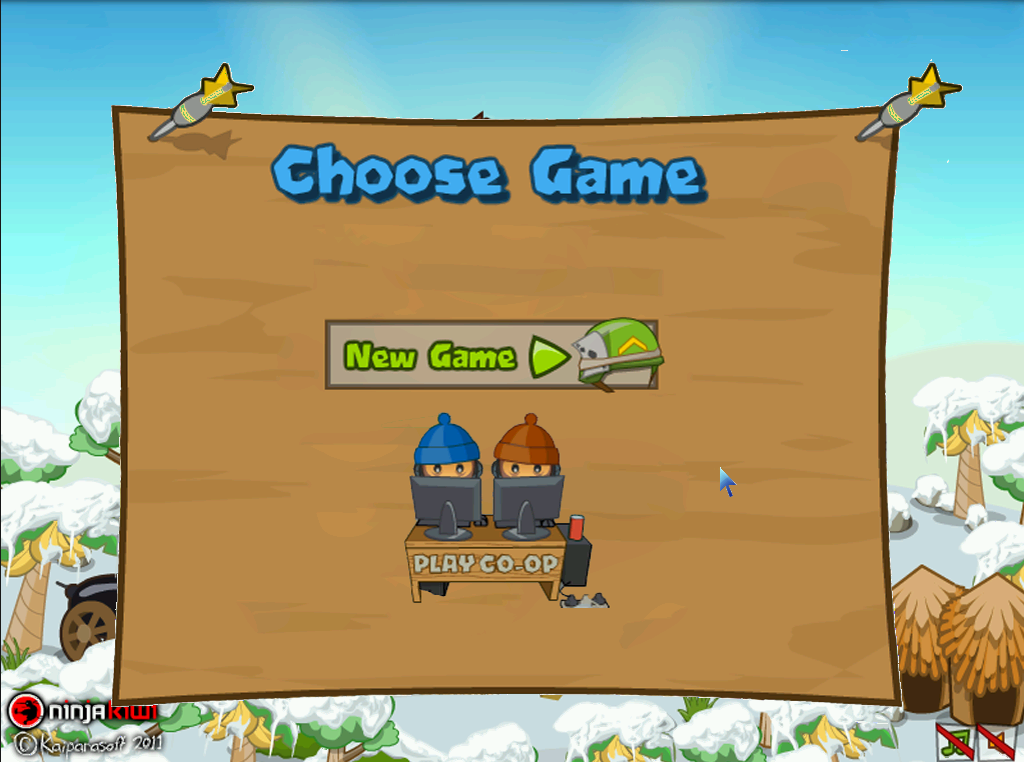 Choose Game
New Game
PLAY CO-OP
ninjakiwi
© Kaiparasoft 2011